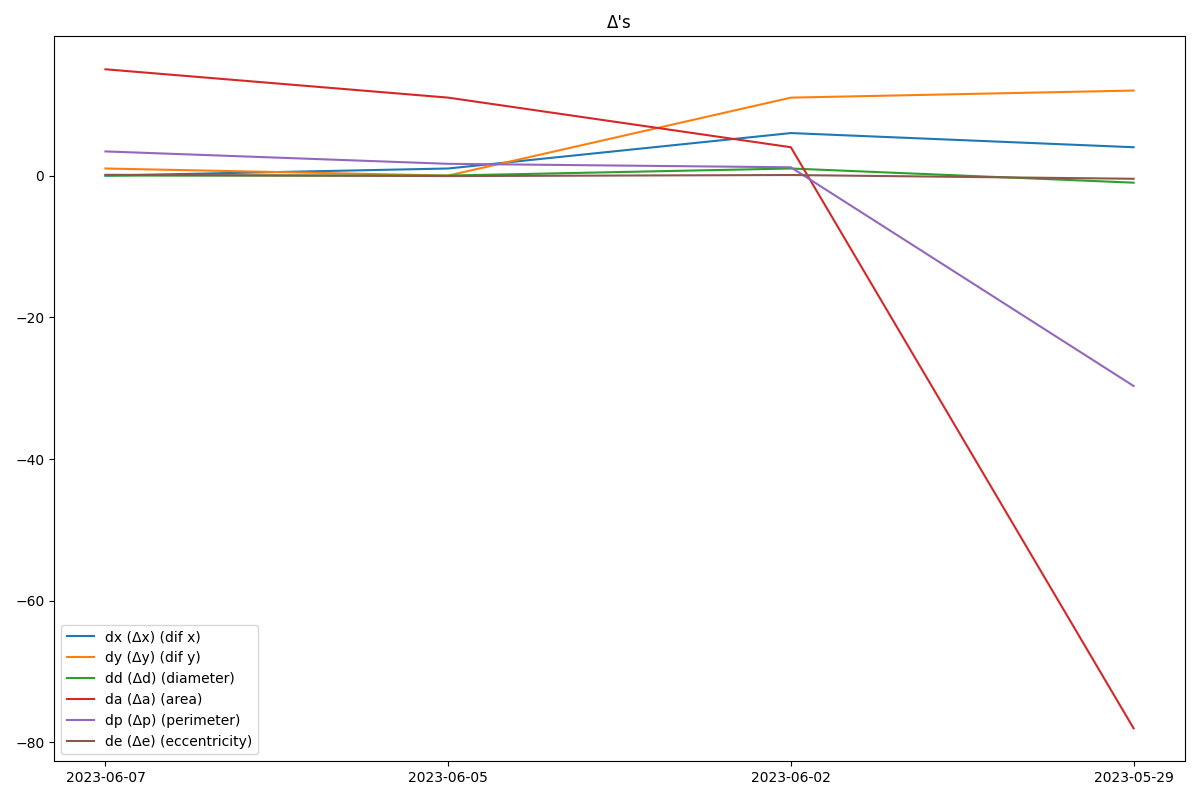 Δ's
0
−20
−40
−60
−80
dx (Δx) (dif x)
dy (Δy) (dif y)
dd (Δd) (diameter)
da (Δa) (area)
dp (Δp) (perimeter)
de (Δe) (eccentricity)
2023-06-07 2023-06-05 2023-06-02 2023-05-29